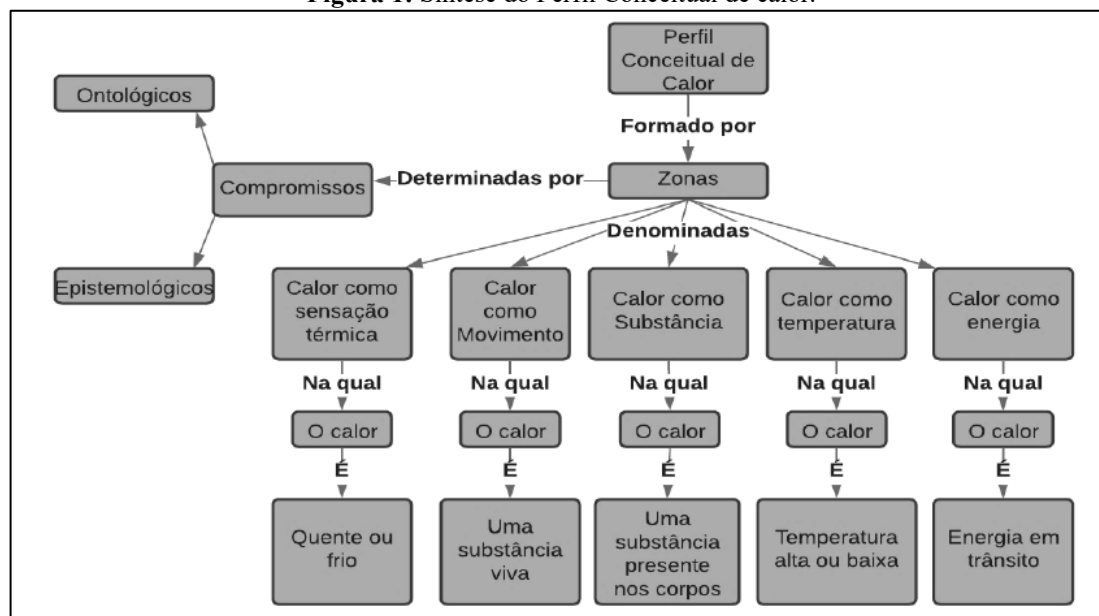 Figura 1. Síntese do Perfil Conceitual de calor.
Perfil
Conceitual de
Calor
Ontológicos
Formado por
Compromissos
Determinadas por
Zonas
Denominadas
Epistemológicos
Calor como
sensação
térmica
Calor
como
Movimento
Calor como
Substância
Calor como
temperatura
Calor como
energia
Na qual
Na qual
Na qual
Na qual
Na qual
O calor
O calor
O calor
O calor
O calor
É
É
É
É
É
Quente ou
frio
Uma
substância
viva
Uma
substância
presente
nos corpos
Temperatura
alta ou baixa
Energia em
trânsito